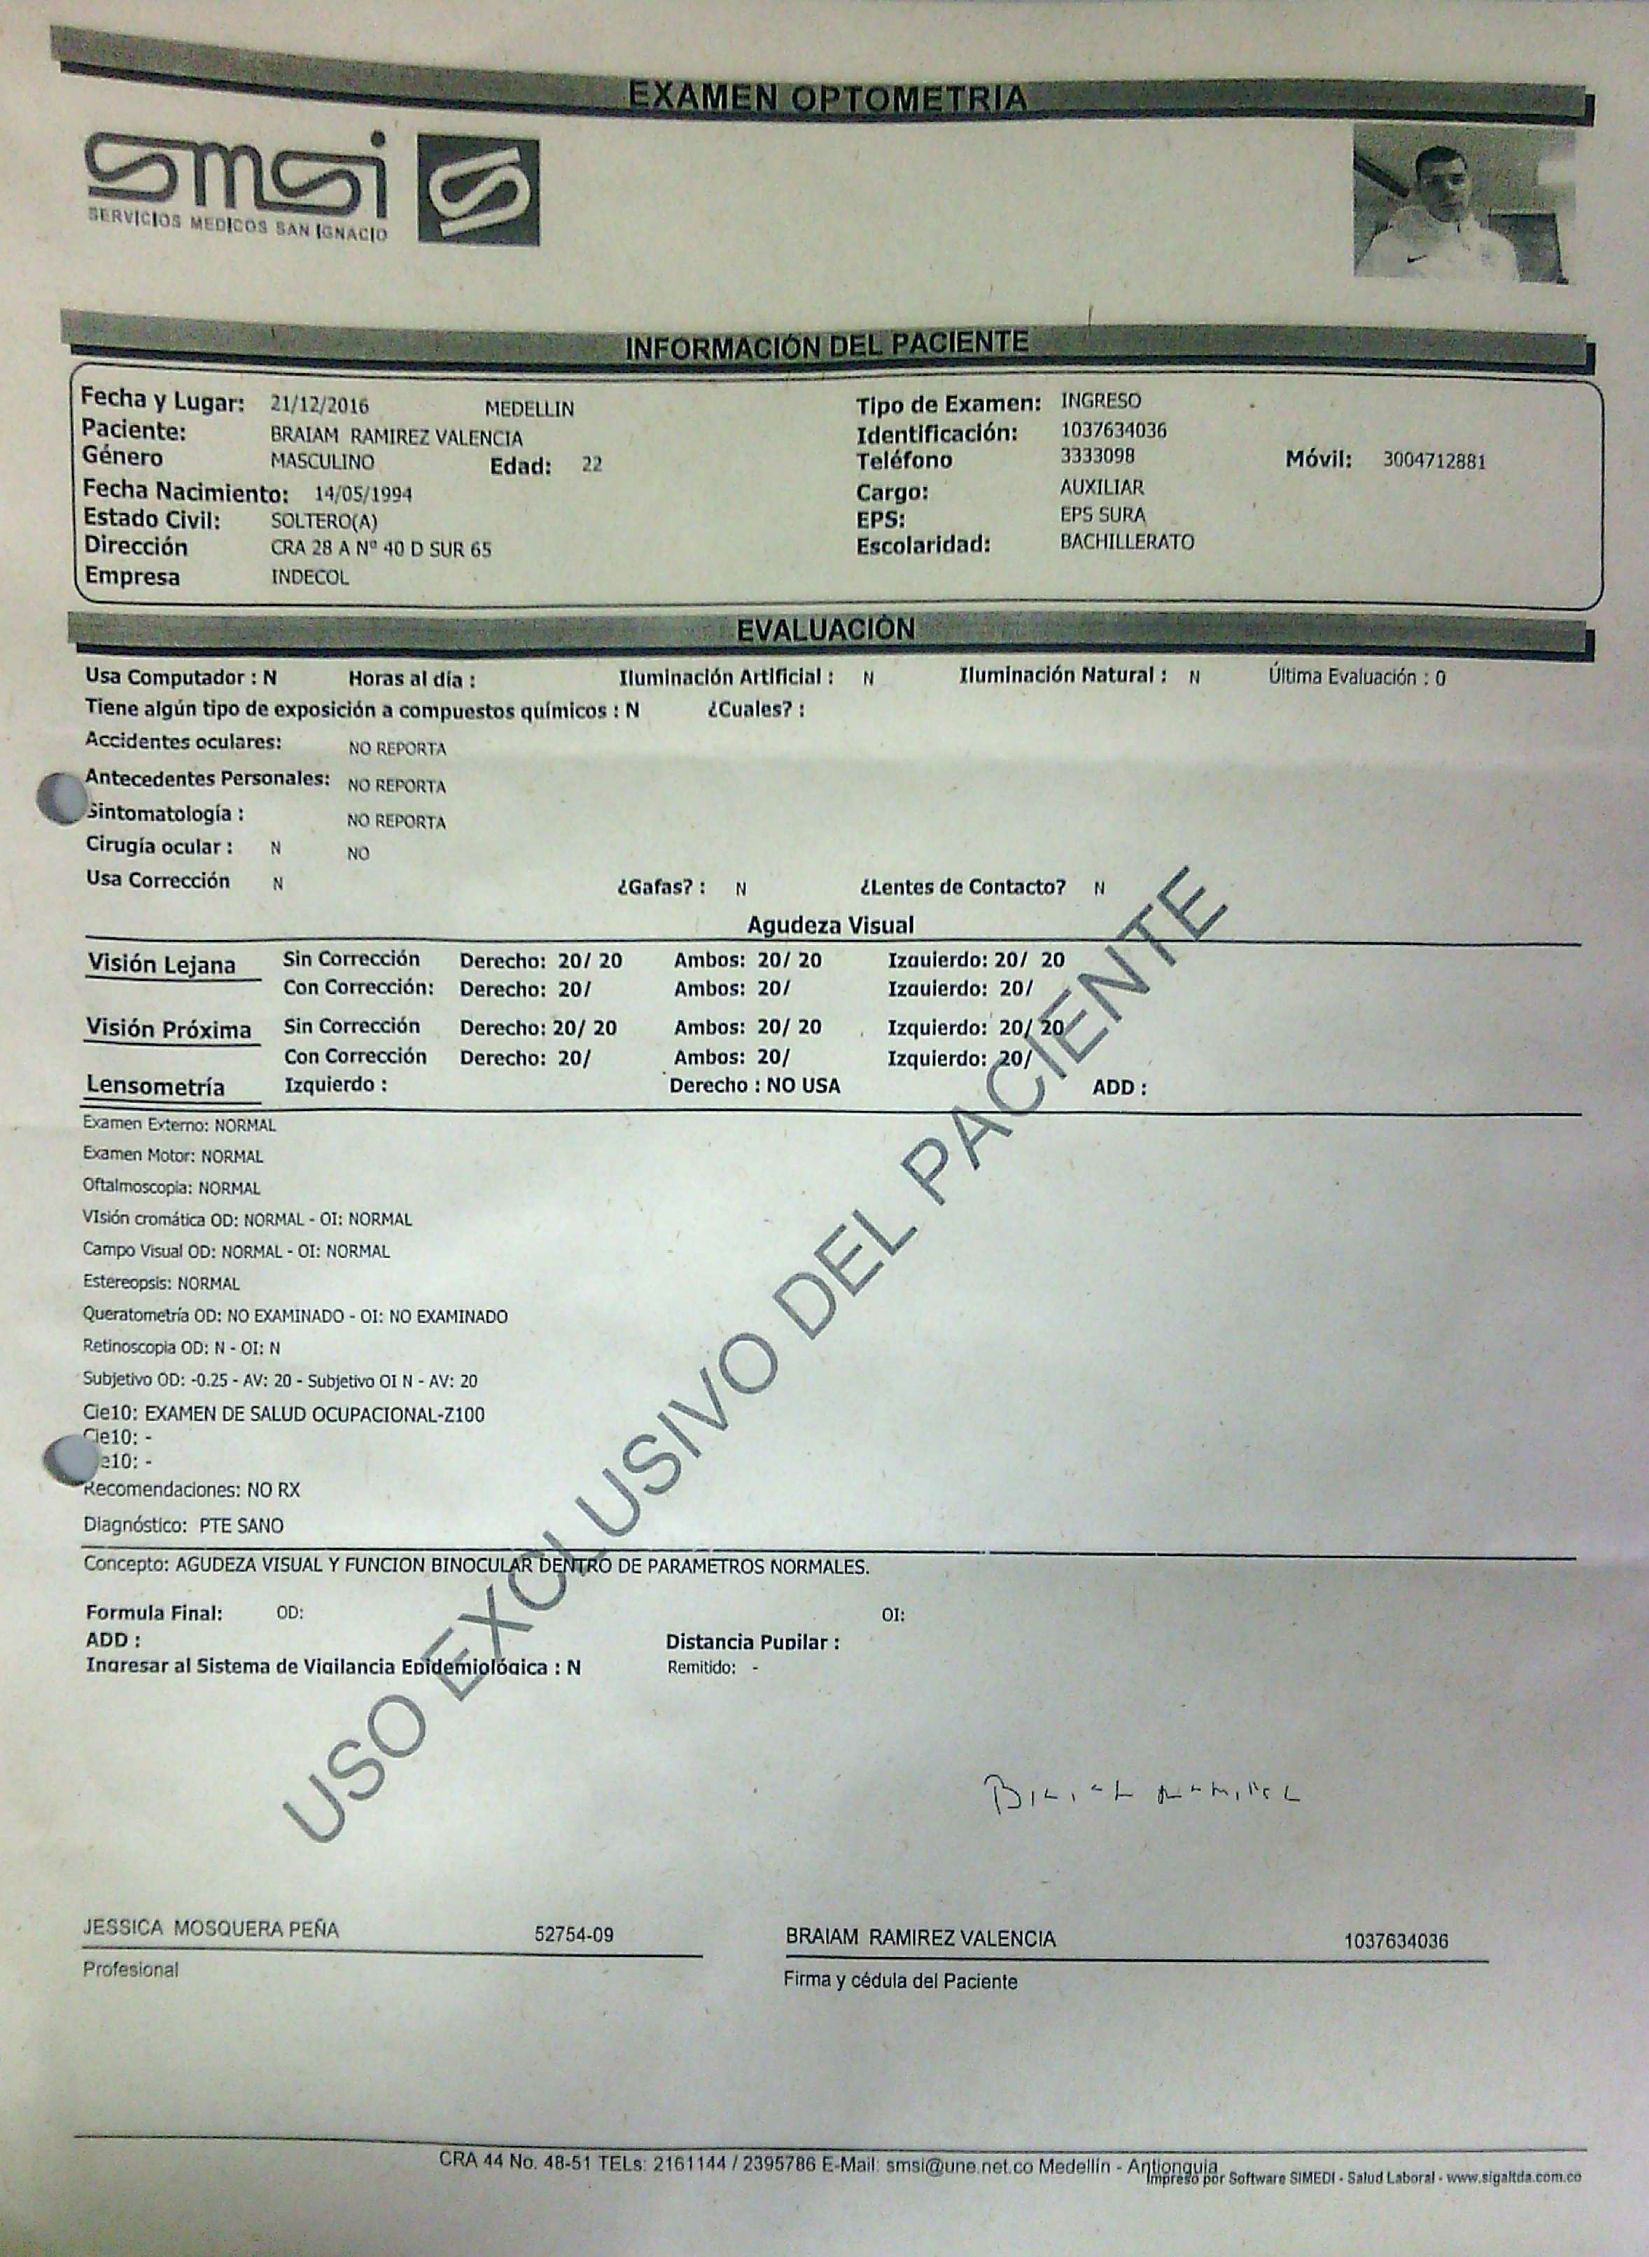 EXAMEN OPTOMETRIA
smsi
SERVICIOS MEDICOS SAN IGNACIO
INFORMACIÓN DEL PACIENTE
Fecha y Lugar: 21/12/2016 MEDELLIN Tipo de Examen: INGRESO
Paciente: BRAIAM RAMIREZ VALENCIA Identificación: 1037634036
Género MASCULINO Edad: 22 Teléfono 3333098 Móvil: 3004712881
Fecha Nacimiento: 14/05/1994 Cargo: AUXILIAR
Estado Civil: SOLTERO(A) EPS: EPS SURA
Dirección CRA 28 A Nº 40 D SUR 65 Escolaridad: BACHILLERATO
Empresa INDECOL
EVALUACIÓN
Usa Computador : N Horas al día : Iluminación Artificial : N Iluminación Natural : N Última Evaluación : 0
Tiene algún tipo de exposición a compuestos químicos : N ¿Cuales? :
Accidentes oculares: NO REPORTA
Antecedentes Personales: NO REPORTA
Sintomatología : NO REPORTA
Cirugía ocular : N NO
Usa Corrección N ¿Gafas? : N ¿Lentes de Contacto? N
Agudeza Visual
Visión Lejana Sin Corrección Derecho: 20/ 20 Ambos: 20/ 20 Izquierdo: 20/ 20
Con Corrección: Derecho: 20/ Ambos: 20/ Izquierdo: 20/
Visión Próxima Sin Corrección Derecho: 20/ 20 Ambos: 20/ 20 Izquierdo: 20/ 20
Con Corrección Derecho: 20/ Ambos: 20/ Izquierdo: 20/
Lensometría Izquierdo : Derecho : NO USA ADD :
Examen Externo: NORMAL
Examen Motor: NORMAL
Oftalmoscopia: NORMAL
VIsión cromática OD: NORMAL - OI: NORMAL
Campo Visual OD: NORMAL - OI: NORMAL
Estereopsis: NORMAL
Queratometría OD: NO EXAMINADO - OI: NO EXAMINADO
Retinoscopia OD: N - OI: N
Subjetivo OD: -0.25 - AV: 20 - Subjetivo OI N - AV: 20
Cie10: EXAMEN DE SALUD OCUPACIONAL-Z100
Cie10: -
e10: -
Recomendaciones: NO RX
Diagnóstico: PTE SANO
Concepto: AGUDEZA VISUAL Y FUNCION BINOCULAR DENTRO DE PARAMETROS NORMALES.
Formula Final: OD: OI:
ADD : Distancia Pupilar :
Ingresar al Sistema de Vigilancia Epidemiológica : N Remitido: -
USO EXCLUSIVO DEL PACIENTE
JESSICA MOSQUERA PEÑA 52754-09 BRAIAM RAMIREZ VALENCIA 1037634036
Profesional Firma y cédula del Paciente
CRA 44 No. 48-51 TELs: 2161144 / 2395786 E-Mail: smsi@une.net.co Medellín - Antioquia
Impreso por Software SIMEDI - Salud Laboral - www.sigaltda.com.co